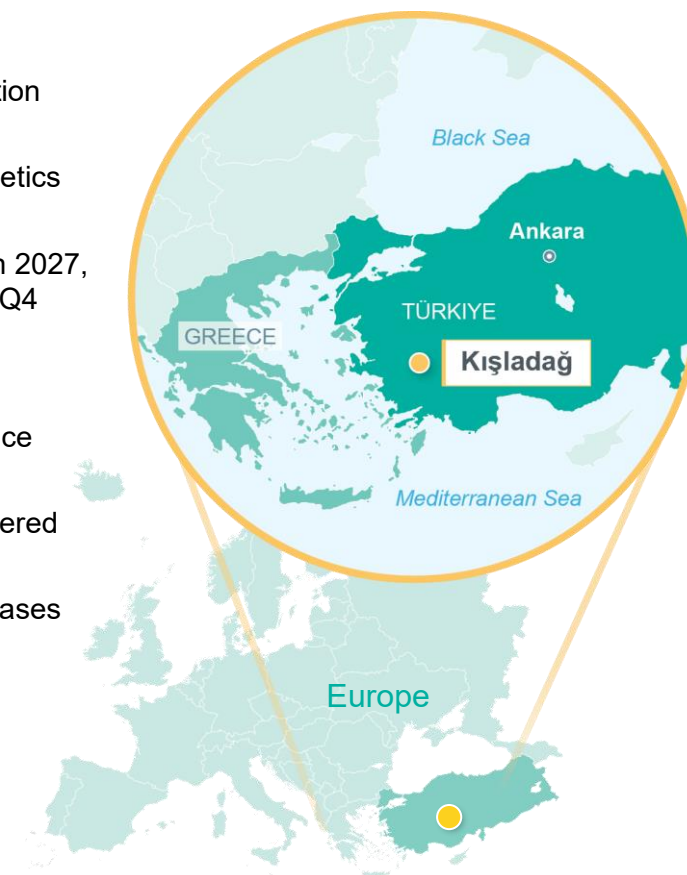 tion
etics
n 2027,
Q4
ce
ered
ases
Black Sea
Ankara
TÜRKIYE
GREECE
Kışladağ
Mediterranean Sea
Europe